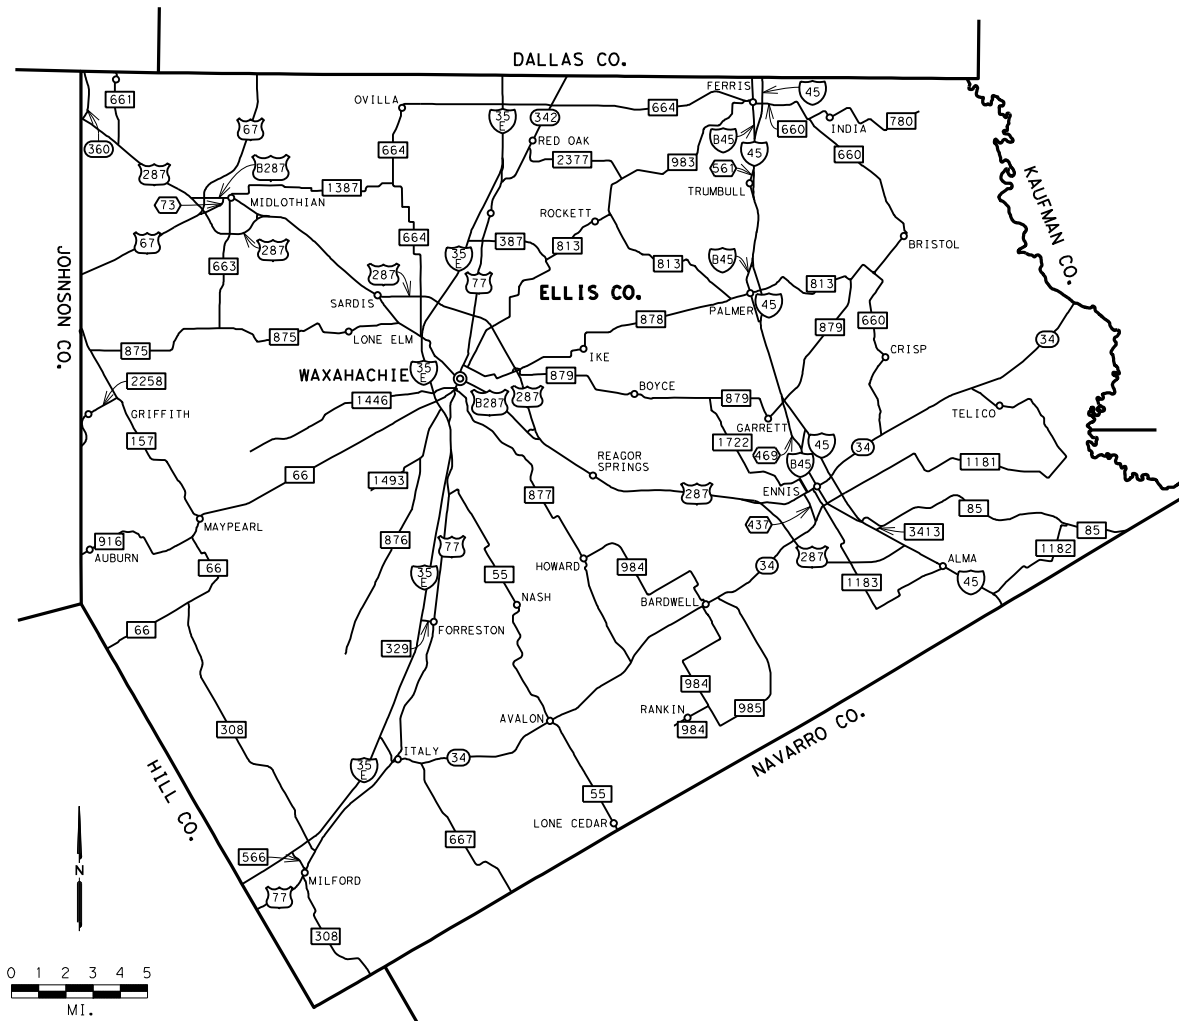 DALLAS CO.
FERRIS
45
661
OVILLA
664
342
35
E
67
660
INDIA
780
360
RED OAK
B45
45
664
2377
983
561
660
287
B287
1387
MIDLOTHIAN
TRUMBULL
KAUFMAN CO.
73
ROCKETT
664
387
813
BRISTOL
67
287
35
E
B45
663
287
77
813
813
JOHNSON CO.
SARDIS
ELLIS CO.
PALMER
45
878
879
660
875
875
LONE ELM
IKE
CRISP
34
WAXAHACHIE
35
E
879
2258
BOYCE
1446
B287
287
879
GRIFFITH
GARRETT
TELICO
157
1722
469
45
34
REAGOR
SPRINGS
B45
1181
66
1493
877
287
ENNIS
85
MAYPEARL
437
3413
85
916
876
77
1182
AUBURN
HOWARD
287
ALMA
66
35
E
55
984
34
1183
45
NASH
BARDWELL
66
FORRESTON
329
984
308
AVALON
RANKIN
985
984
ITALY
34
NAVARRO CO.
35
E
HILL CO.
55
LONE CEDAR
667
566
N
MILFORD
77
308
0 1 2 3 4 5
MI.